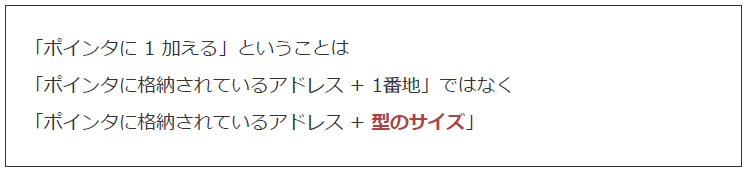 「ポインタに 1 加える」ということは
「ポインタに格納されているアドレス + 1番地」ではなく
「ポインタに格納されているアドレス + 型のサイズ」